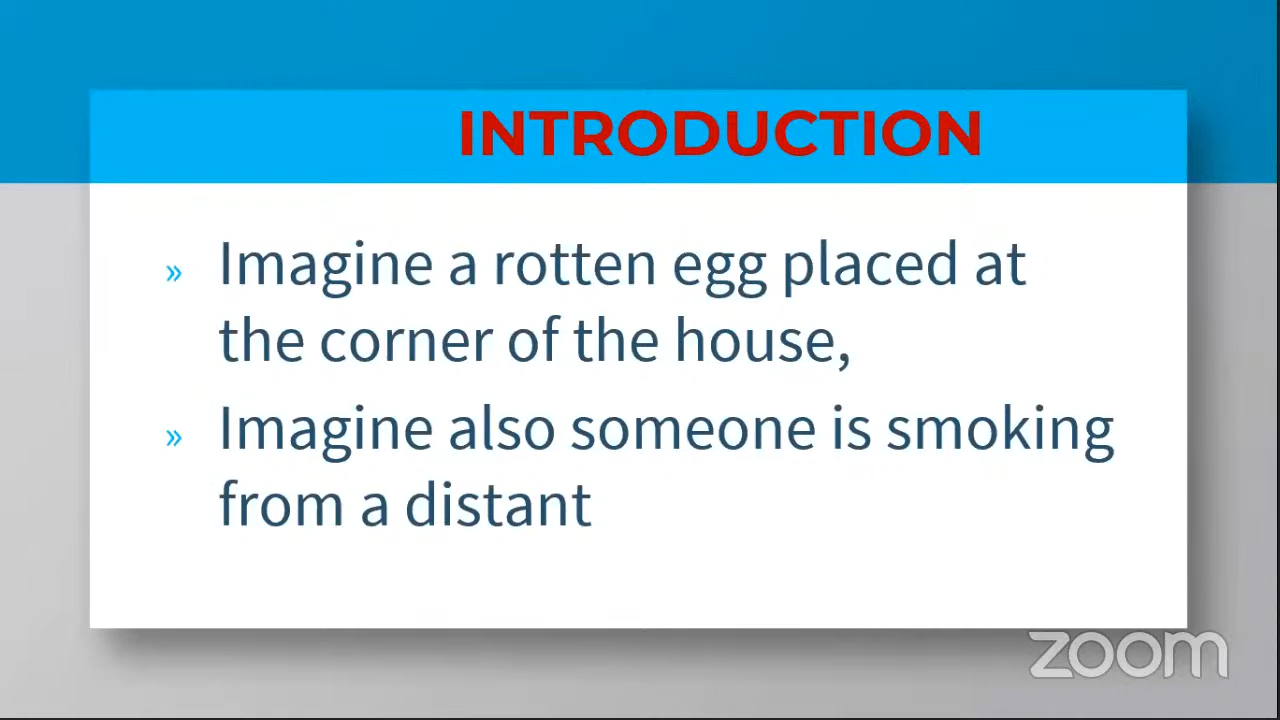 INTRODUCTION
» Imagine a rotten egg placed at
the corner of the house,
» Imagine also someone is smoking
from a distant
zoom